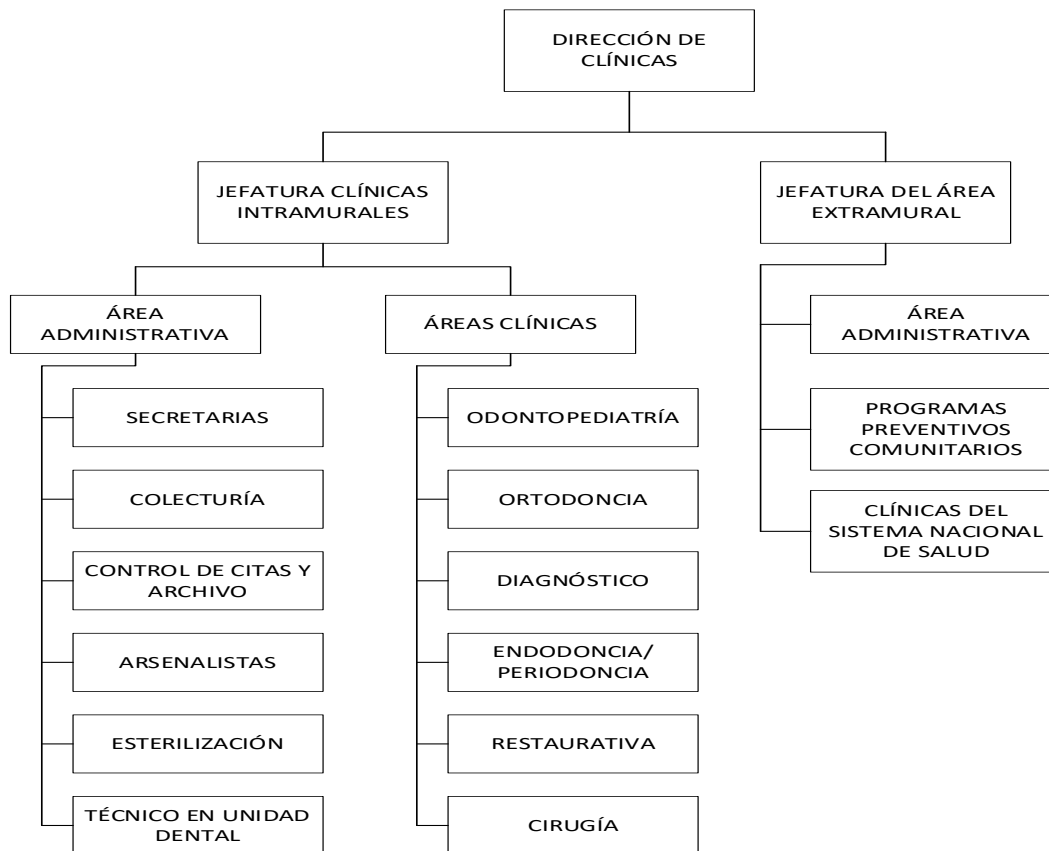 DIRECCIÓN DE
CLÍNICAS
JEFATURA CLÍNICAS
INTRAMURALES
JEFATURA DEL ÁREA
EXTRAMURAL
ÁREA
ADMINISTRATIVA
SECRETARIAS
COLECTURÍA
CONTROL DE CITAS Y
ARCHIVO
ARSENALISTAS
ESTERILIZACIÓN
TÉCNICO EN UNIDAD
DENTAL
ÁREAS CLÍNICAS
ODONTOPEDIATRÍA
ORTODONCIA
DIAGNÓSTICO
ENDODONCIA/
PERIODONCIA
RESTAURATIVA
CIRUGÍA
ÁREA
ADMINISTRATIVA
PROGRAMAS
PREVENTIVOS
COMUNITARIOS
CLÍNICAS DEL
SISTEMA NACIONAL
DE SALUD